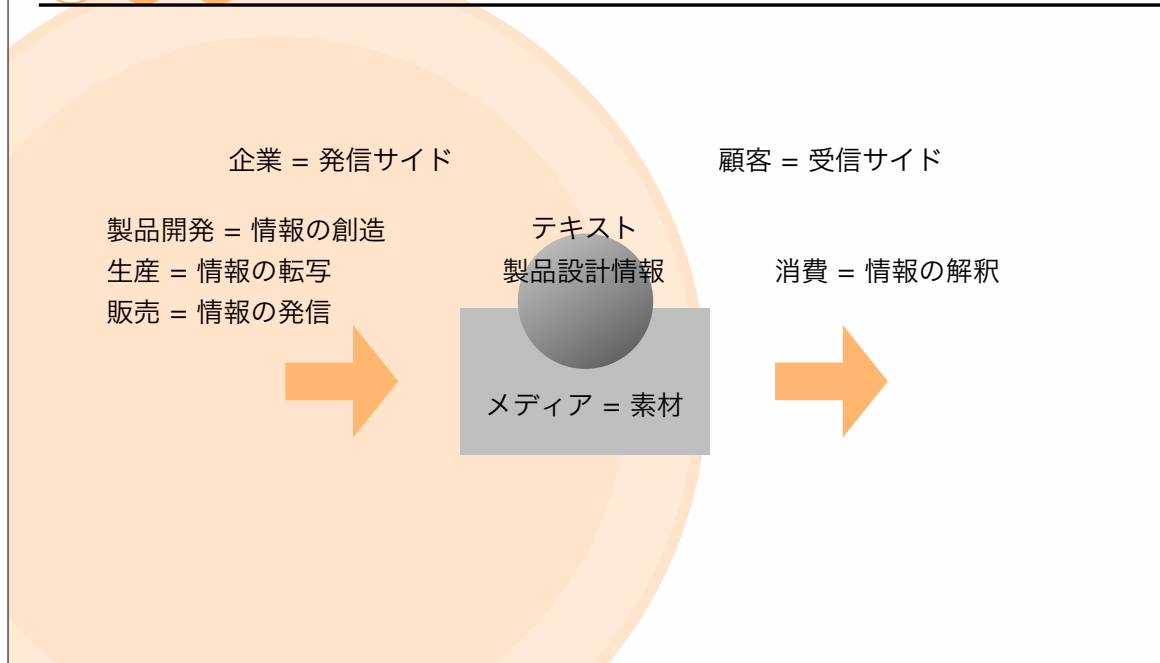 企業 = 発信サイド
顧客 = 受信サイド
製品開発 = 情報の創造
生産 = 情報の転写
販売 = 情報の発信
テキスト
製品設計情報
消費 = 情報の解釈
メディア = 素材